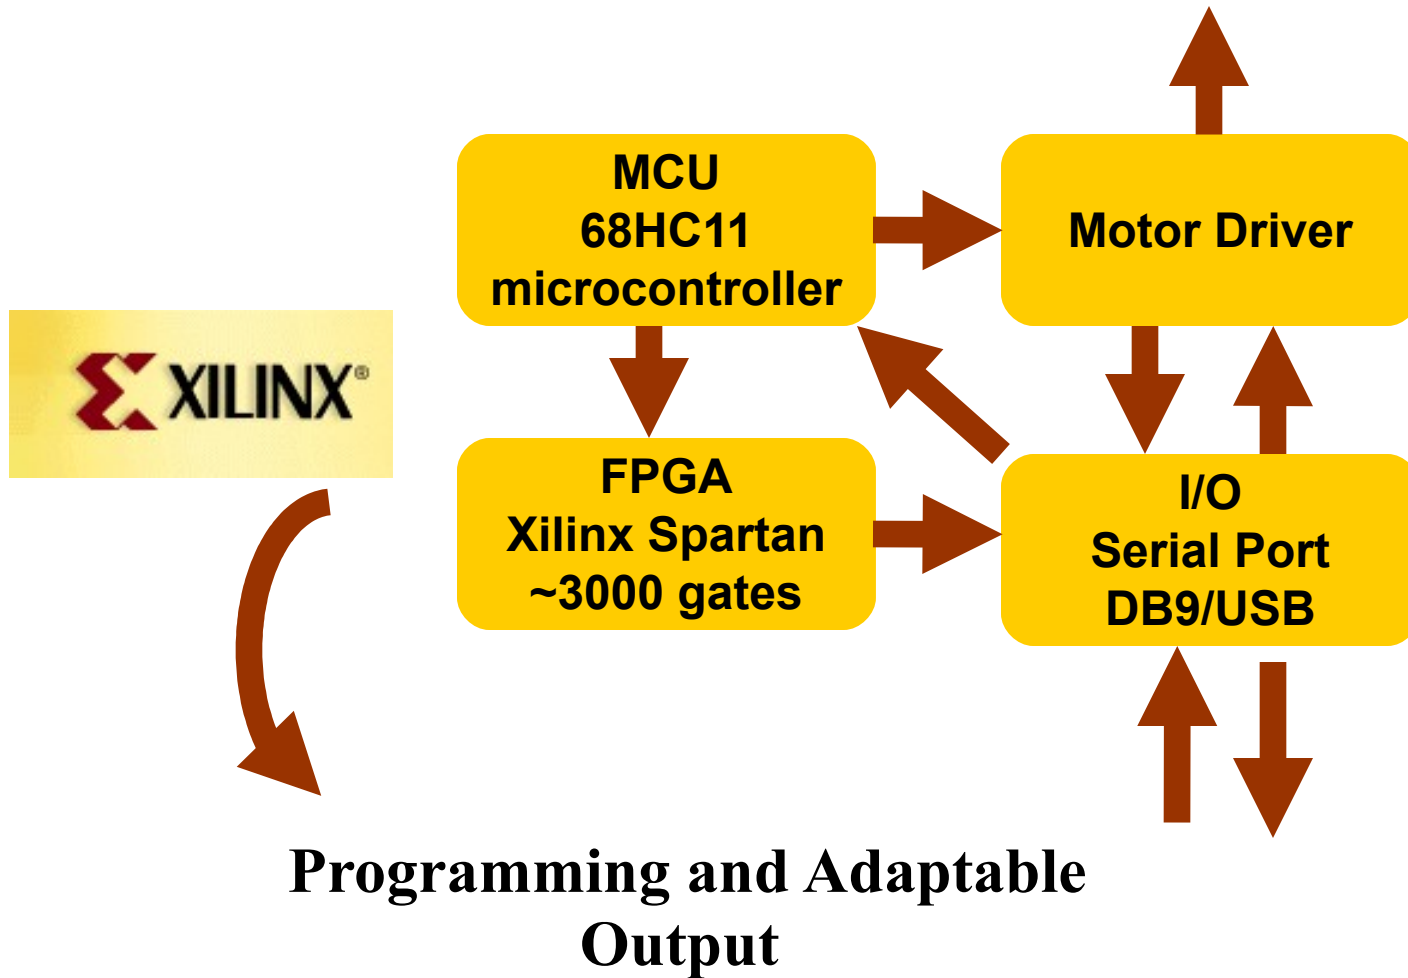 MCU
68HC11
microcontroller
Motor Driver
XILINX®
FPGA
Xilinx Spartan
~3000 gates
I/O
Serial Port
DB9/USB
Programming and Adaptable
Output